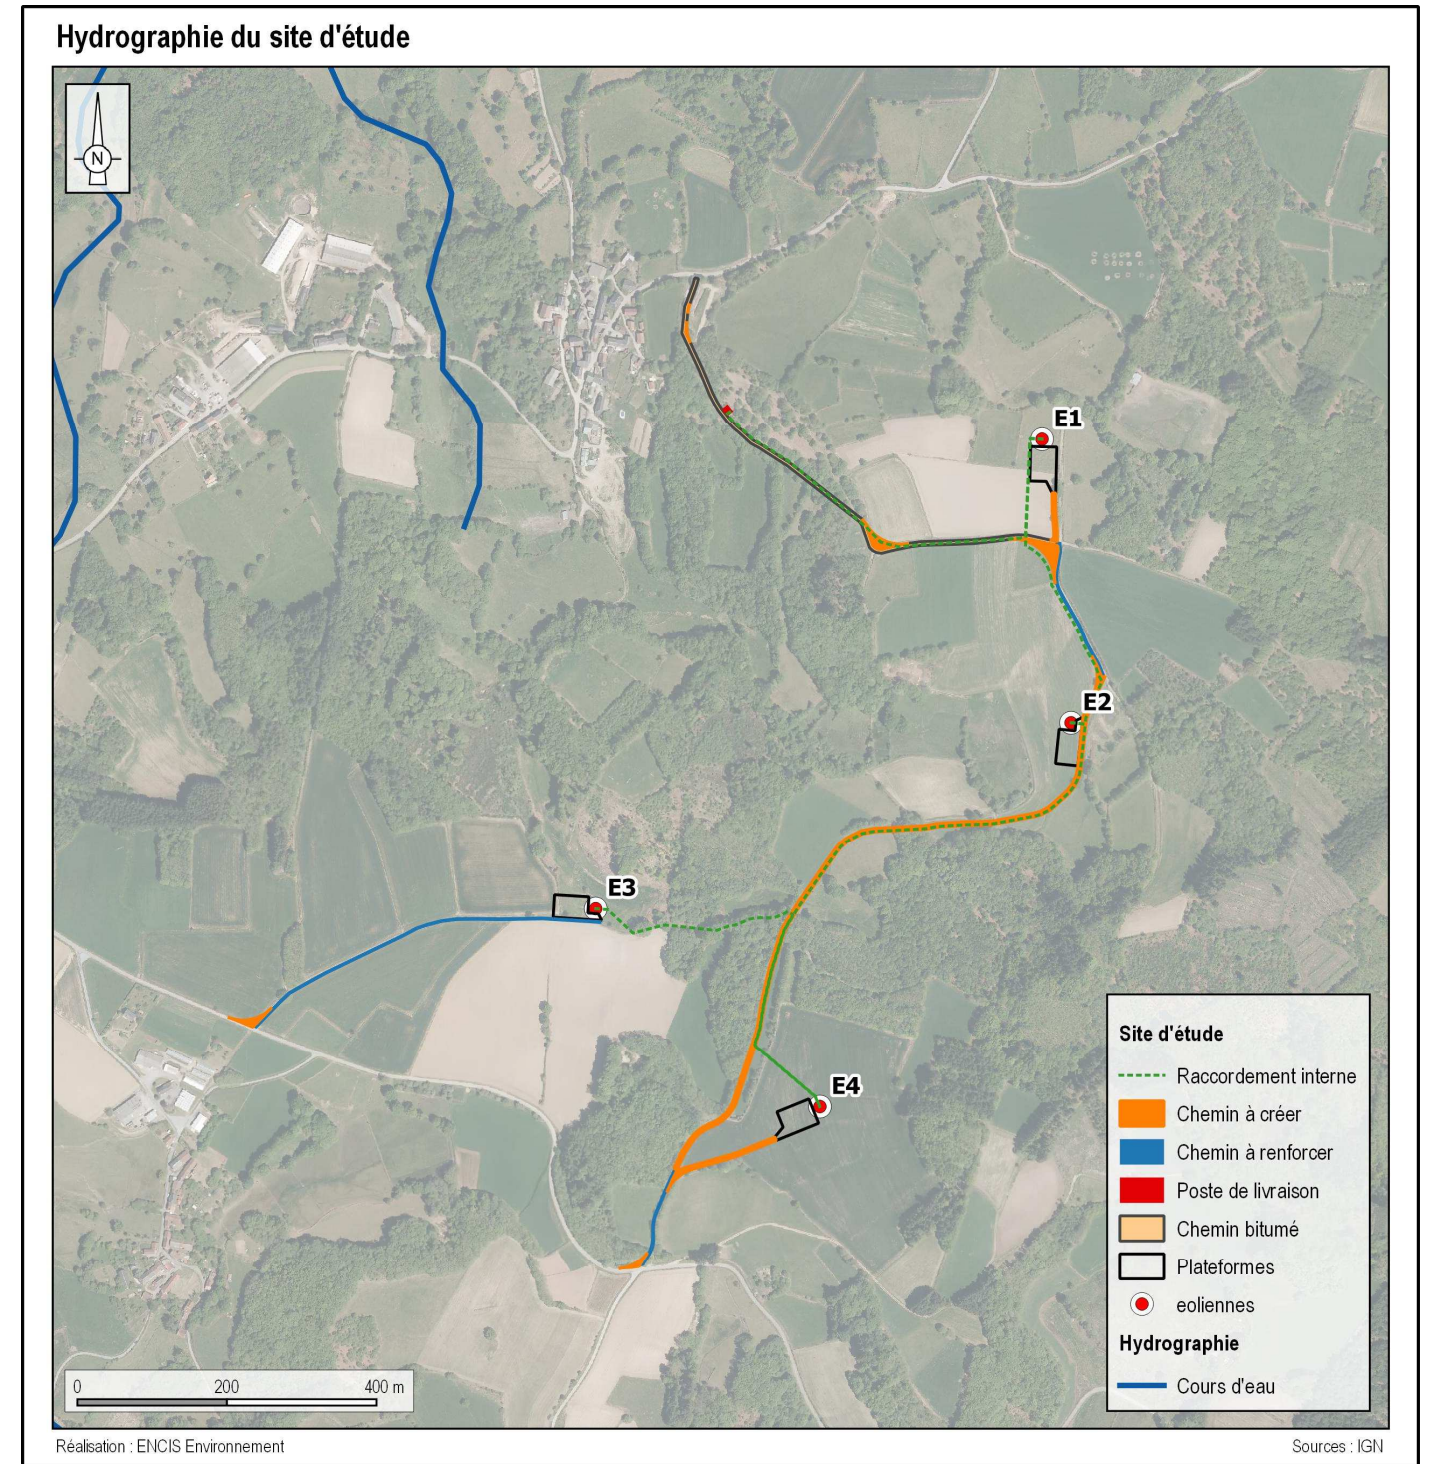 Hydrographie du site d'étude
N
E1
E2
E3
E4
Site d'étude
Raccordement interne
Chemin à créer
Chemin à renforcer
Poste de livraison
Chemin bitumé
Plateformes
eoliennes
Hydrographie
Cours d'eau
0 200 400 m
Réalisation : ENCIS Environnement
Sources : IGN